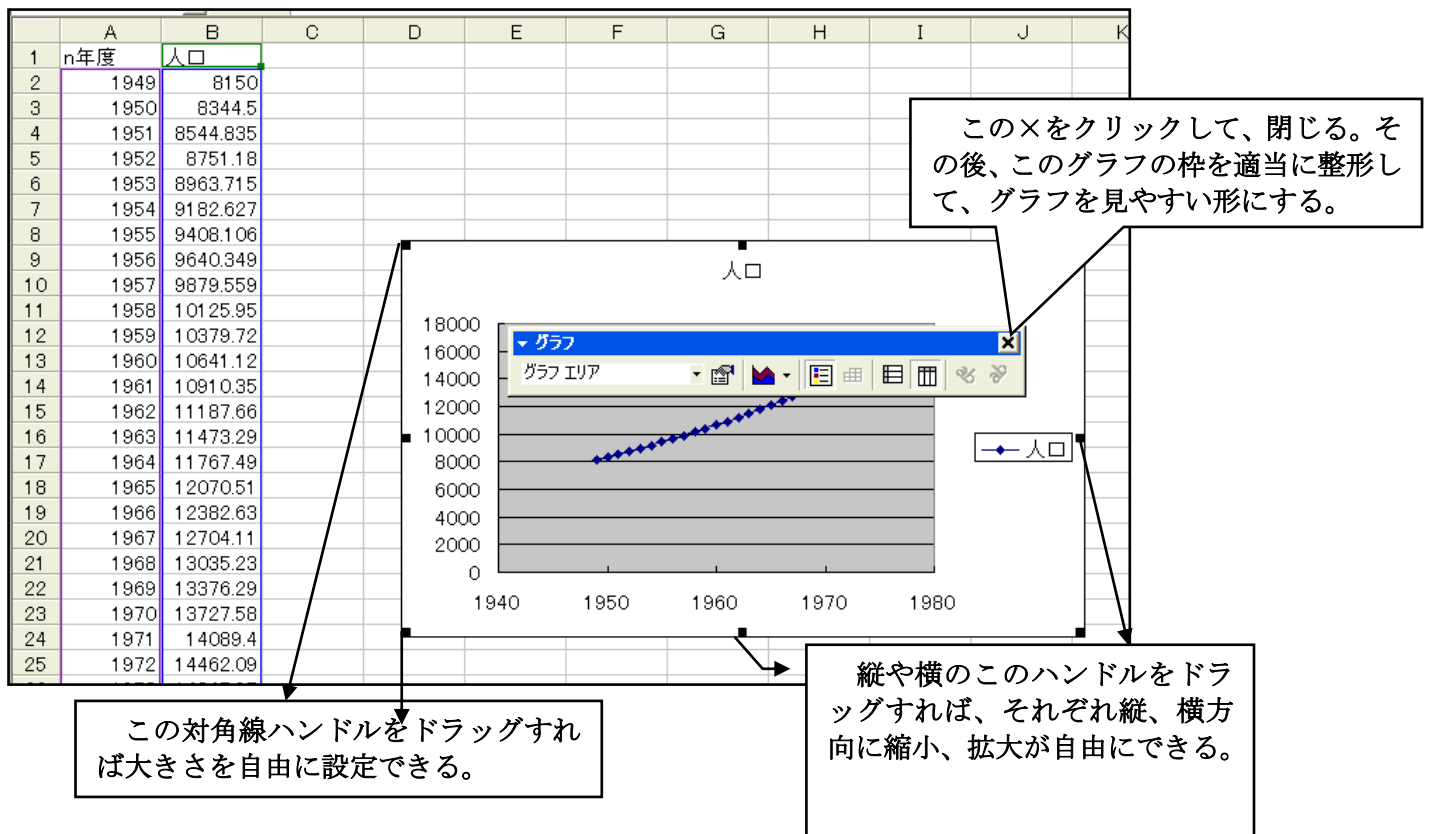 A B C D E F G H I J K
1 n年度 人口
2 1949 8150
3 1950 8344.5
4 1951 8544.835
5 1952 8751.18
6 1953 8963.715
7 1954 9182.627
8 1955 9408.106
9 1956 9640.349
10 1957 9879.559
11 1958 10125.95
12 1959 10379.72
13 1960 10641.12
14 1961 10910.35
15 1962 11187.66
16 1963 11473.29
17 1964 11767.49
18 1965 12070.51
19 1966 12382.63
20 1967 12704.11
21 1968 13035.23
22 1969 13376.29
23 1970 13727.58
24 1971 14089.4
25 1972 14462.09
この×をクリックして、閉じる。そ
の後、このグラフの枠を適当に整形し
て、グラフを見やすい形にする。
人口
18000
16000
14000
12000
10000
8000
6000
4000
2000
0
1940 1950 1960 1970 1980
グラフ
グラフ エリア
人口
この対角線ハンドルをドラッグすれ
ば大きさを自由に設定できる。
縦や横のこのハンドルをドラ
ッグすれば、それぞれ縦、横方
向に縮小、拡大が自由にできる。